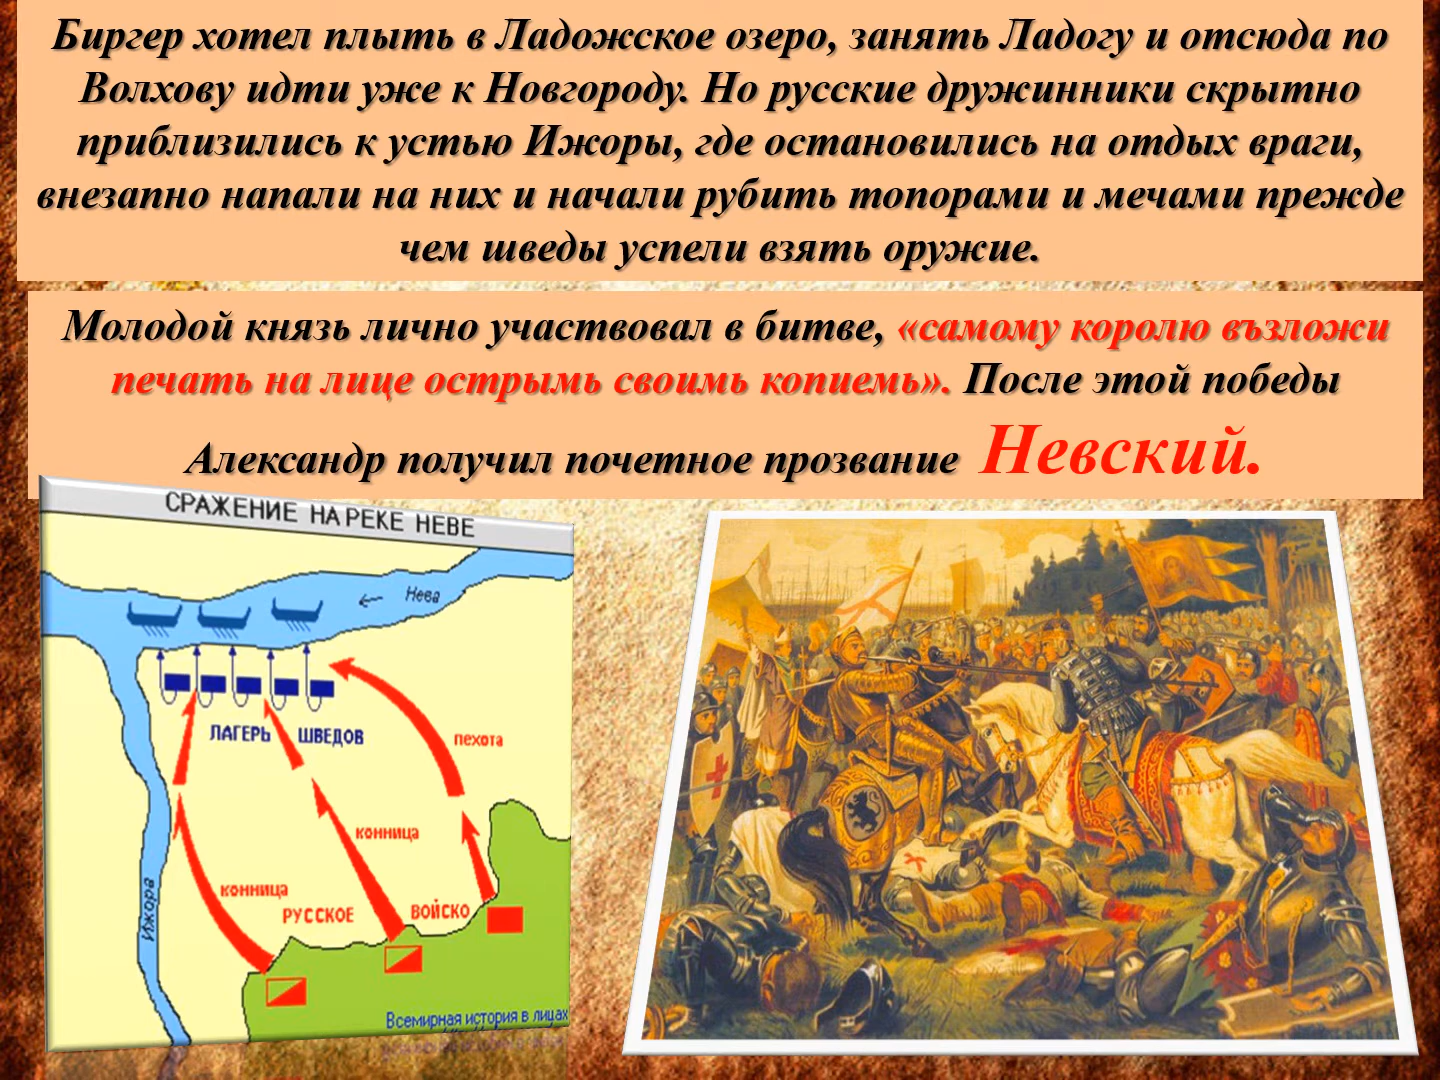 Биргер хотел плыть в Ладожское озеро, занять Ладогу и отсюда по
Волхову идти уже к Новгороду. Но русские дружинники скрытно
приблизились к устью Ижоры, где остановились на отдых враги,
внезапно напали на них и начали рубить топорами и мечами прежде
чем шведы успели взять оружие.
Молодой князь лично участвовал в битве, «самому королю възложи
печать на лице острымь своимь копиемь». После этой победы
Александр получил почетное прозвание Невский.
СРАЖЕНИЕ НА РЕКЕ НЕВЕ
Нева
ЛАГЕРЬ ШВЕДОВ
пехота
конница
конница
РУССКОЕ ВОЙСКО
Ижора
Всемирная история в лицах